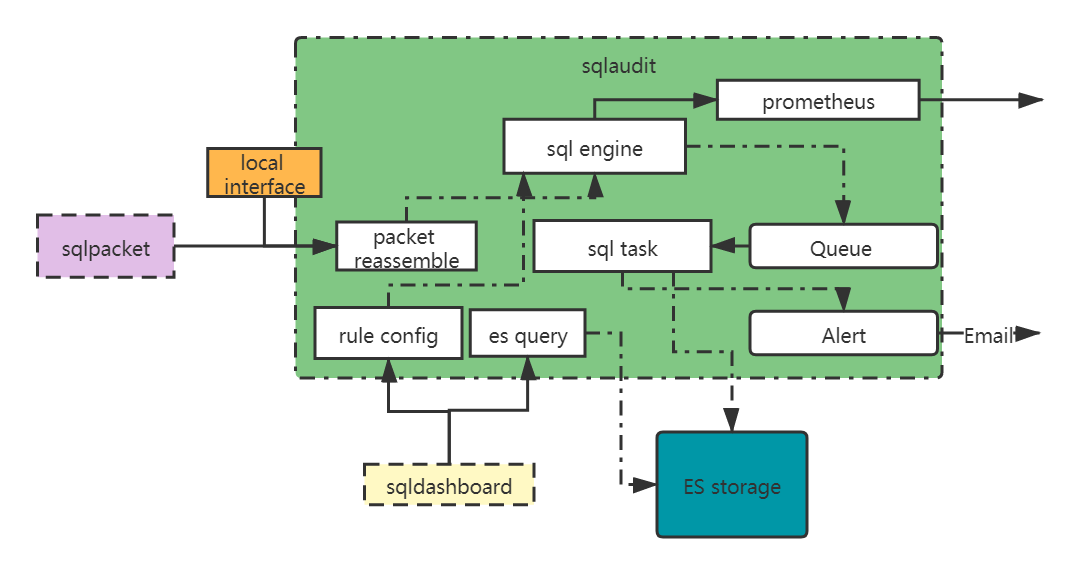 sqlaudit
prometheus
sql engine
local
interface
packet
reassemble
sqlpacket
sql task
Queue
rule config
es query
Alert
Email
sqldashboard
ES storage